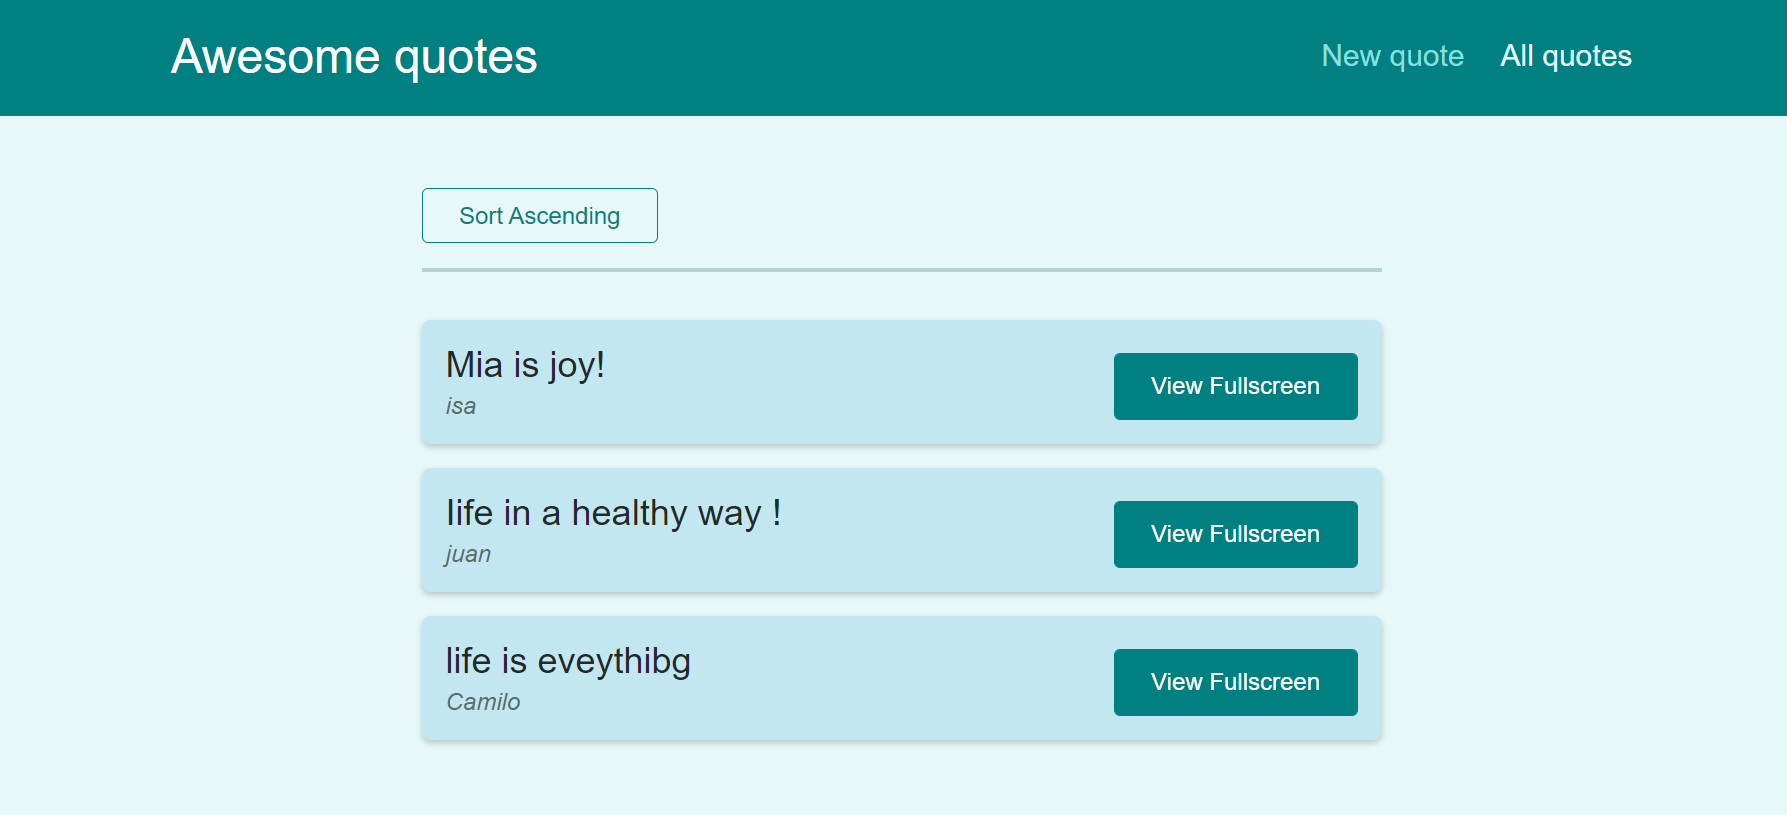 Awesome quotes
New quote
All quotes
Sort Ascending
Mia is joy!
isa
View Fullscreen
life in a healthy way !
juan
View Fullscreen
life is eveythibg
Camilo
View Fullscreen